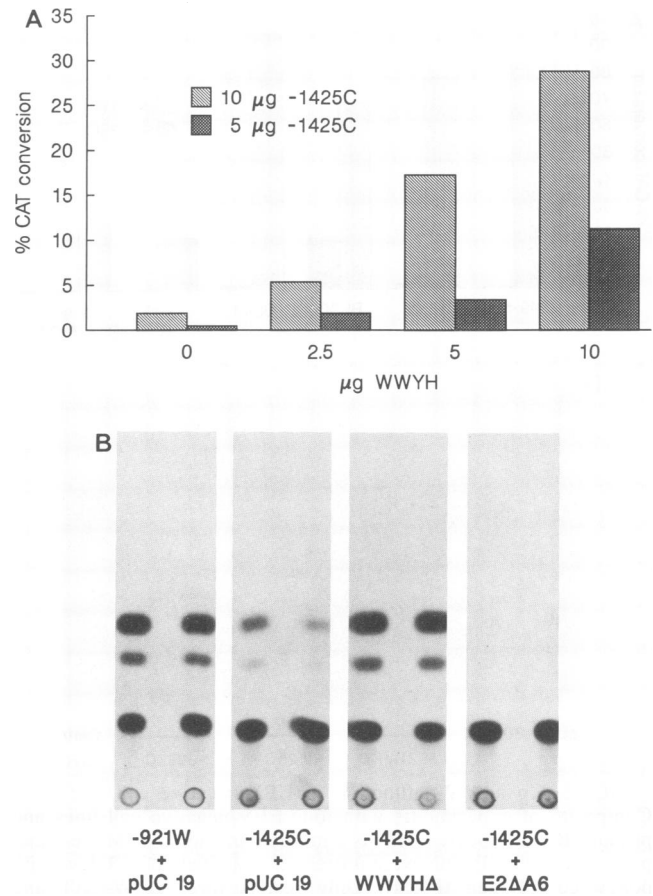 A
35
30
25
20
15
10
5
0
% CAT conversion
10 µg -1425C
5 µg -1425C
0 2.5 5 10
µg WWYH
B
-921W -1425C -1425C -1425C
+ + + +
pUC 19 pUC 19 WWYHΔ E2ΔA6